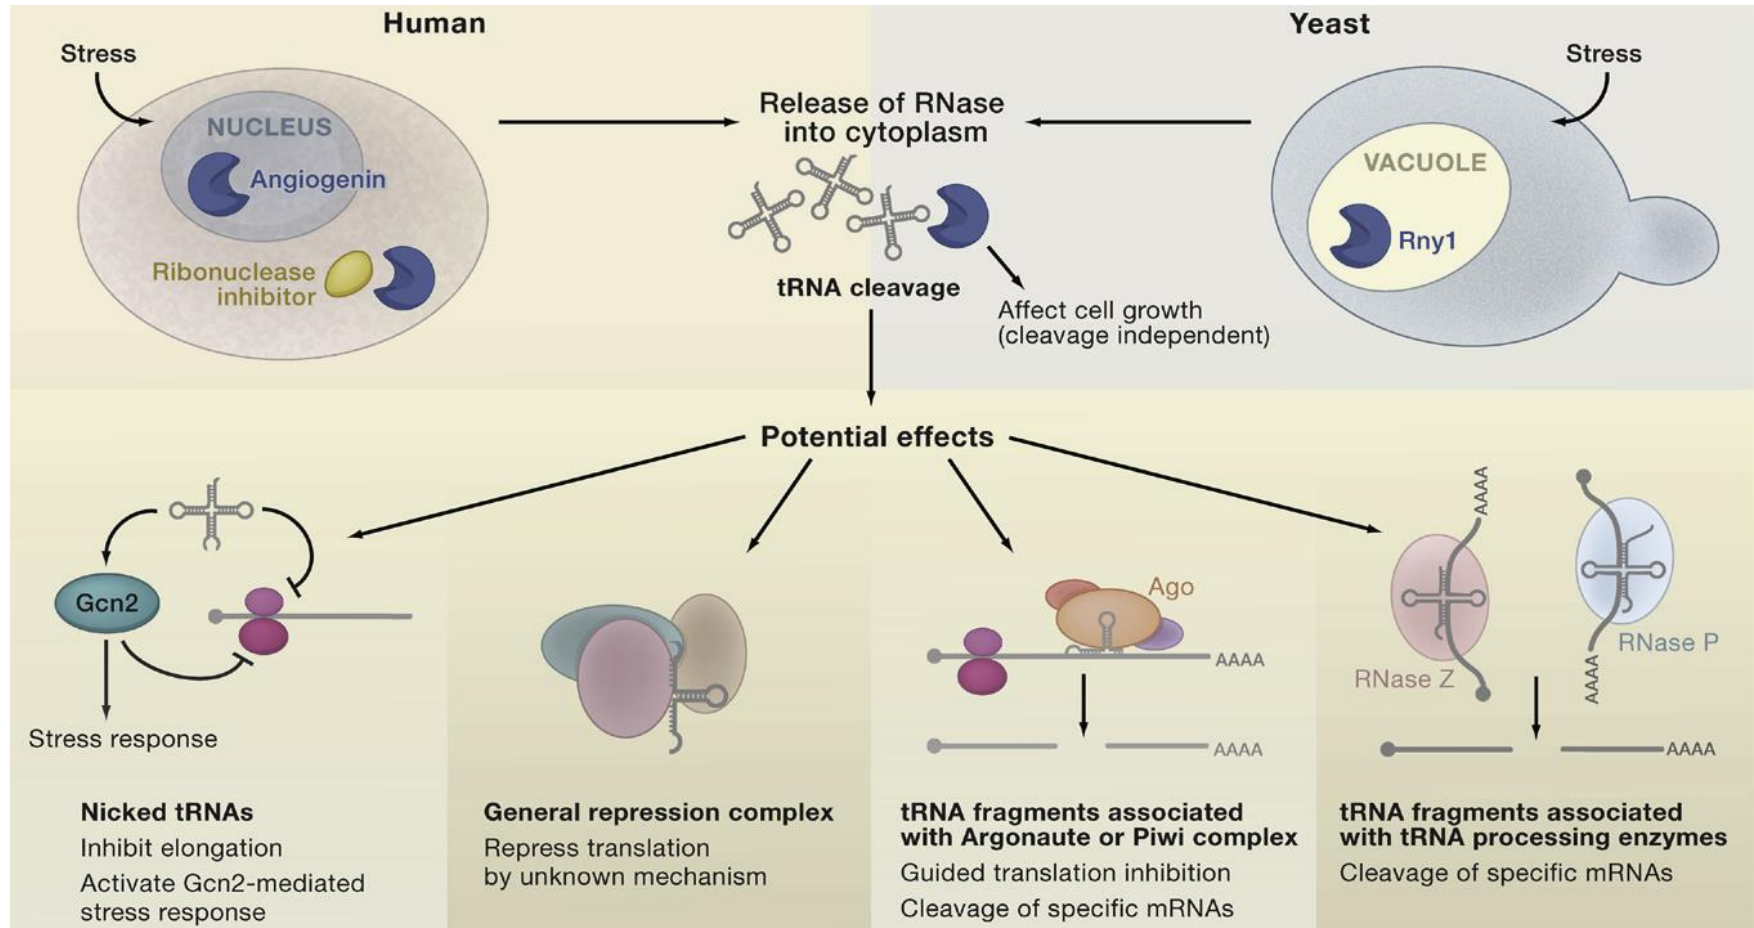 Human
Yeast
Stress
Stress
NUCLEUS
Angiogenin
Ribonuclease
inhibitor
Release of RNase
into cytoplasm
tRNA cleavage
Affect cell growth
(cleavage independent)
VACUOLE
Rny1
Potential effects
Gcn2
Stress response
Nicked tRNAs
Inhibit elongation
Activate Gcn2-mediated
stress response
General repression complex
Repress translation
by unknown mechanism
Ago
AAAA
AAAA
tRNA fragments associated
with Argonaute or Piwi complex
Guided translation inhibition
Cleavage of specific mRNAs
AAAA
RNase Z
RNase P
AAAA
AAAA
tRNA fragments associated
with tRNA processing enzymes
Cleavage of specific mRNAs